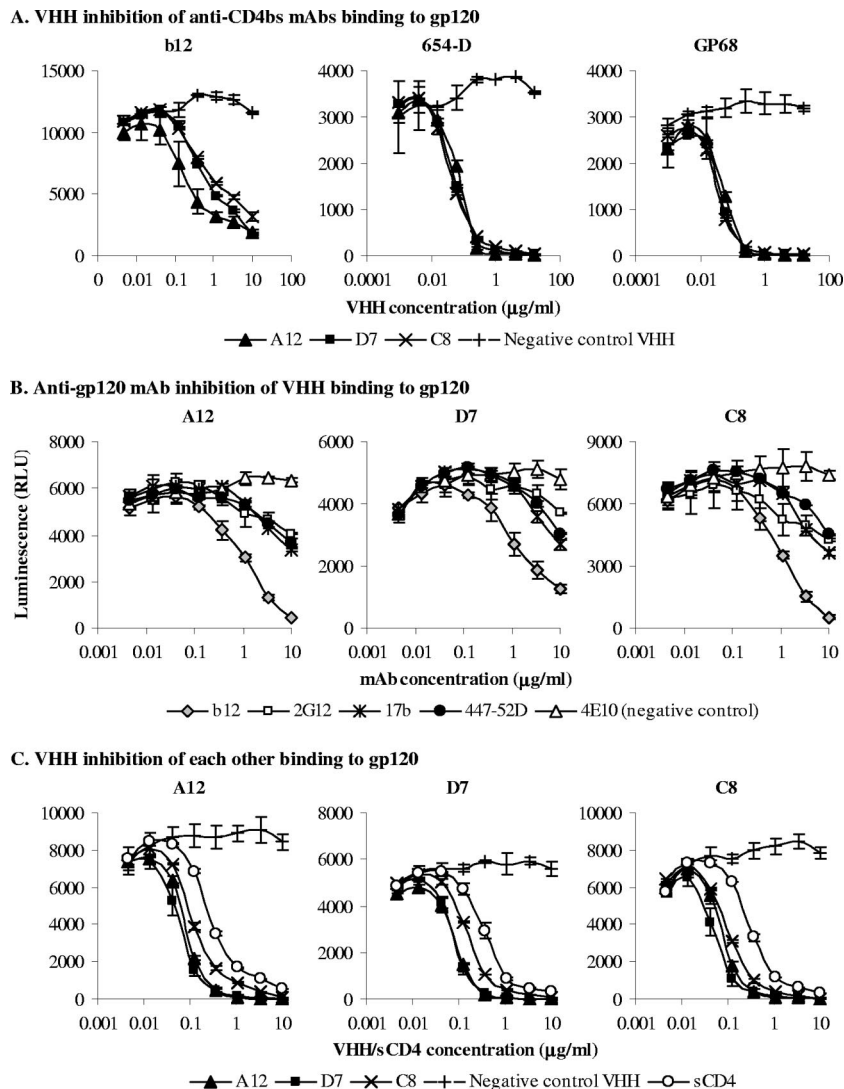 A. VHH inhibition of anti-CD4bs mAbs binding to gp120
b12 654-D GP68
15000 4000 4000
10000 3000 3000
2000 2000
5000 1000 1000
0 0 0
0 0.01 0.1 1 10 100 0.0001 0.01 1 100 0.0001 0.01 1 100
VHH concentration (µg/ml)
A12 D7 C8 Negative control VHH
B. Anti-gp120 mAb inhibition of VHH binding to gp120
A12 D7 C8
Luminescence (RLU)
8000 6000 9000
6000 4000 6000
4000
2000 2000 3000
0 0 0
0.001 0.01 0.1 1 10 0.001 0.01 0.1 1 10 0.001 0.01 0.1 1 10
mAb concentration (µg/ml)
b12 2G12 17b 447-52D 4E10 (negative control)
C. VHH inhibition of each other binding to gp120
A12 D7 C8
10000 8000 10000
8000 6000 8000
6000 4000 6000
4000 4000
2000 2000 2000
0 0 0
0.001 0.01 0.1 1 10 0.001 0.01 0.1 1 10 0.001 0.01 0.1 1 10
VHH/sCD4 concentration (µg/ml)
A12 D7 C8 Negative control VHH sCD4